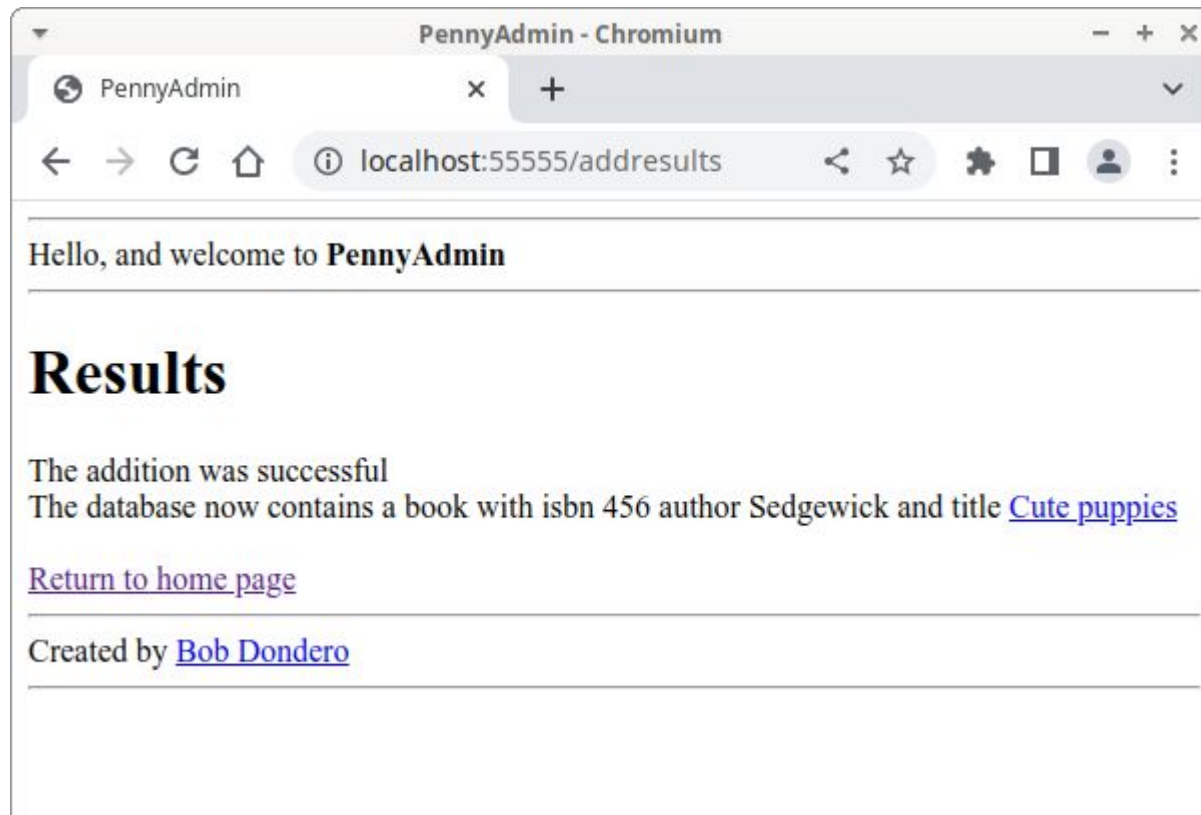 PennyAdmin - Chromium
PennyAdmin
localhost:55555/addresults
Hello, and welcome to PennyAdmin
Results
The addition was successful
The database now contains a book with isbn 456 author Sedgewick and title Cute puppies
Return to home page
Created by Bob Dondero